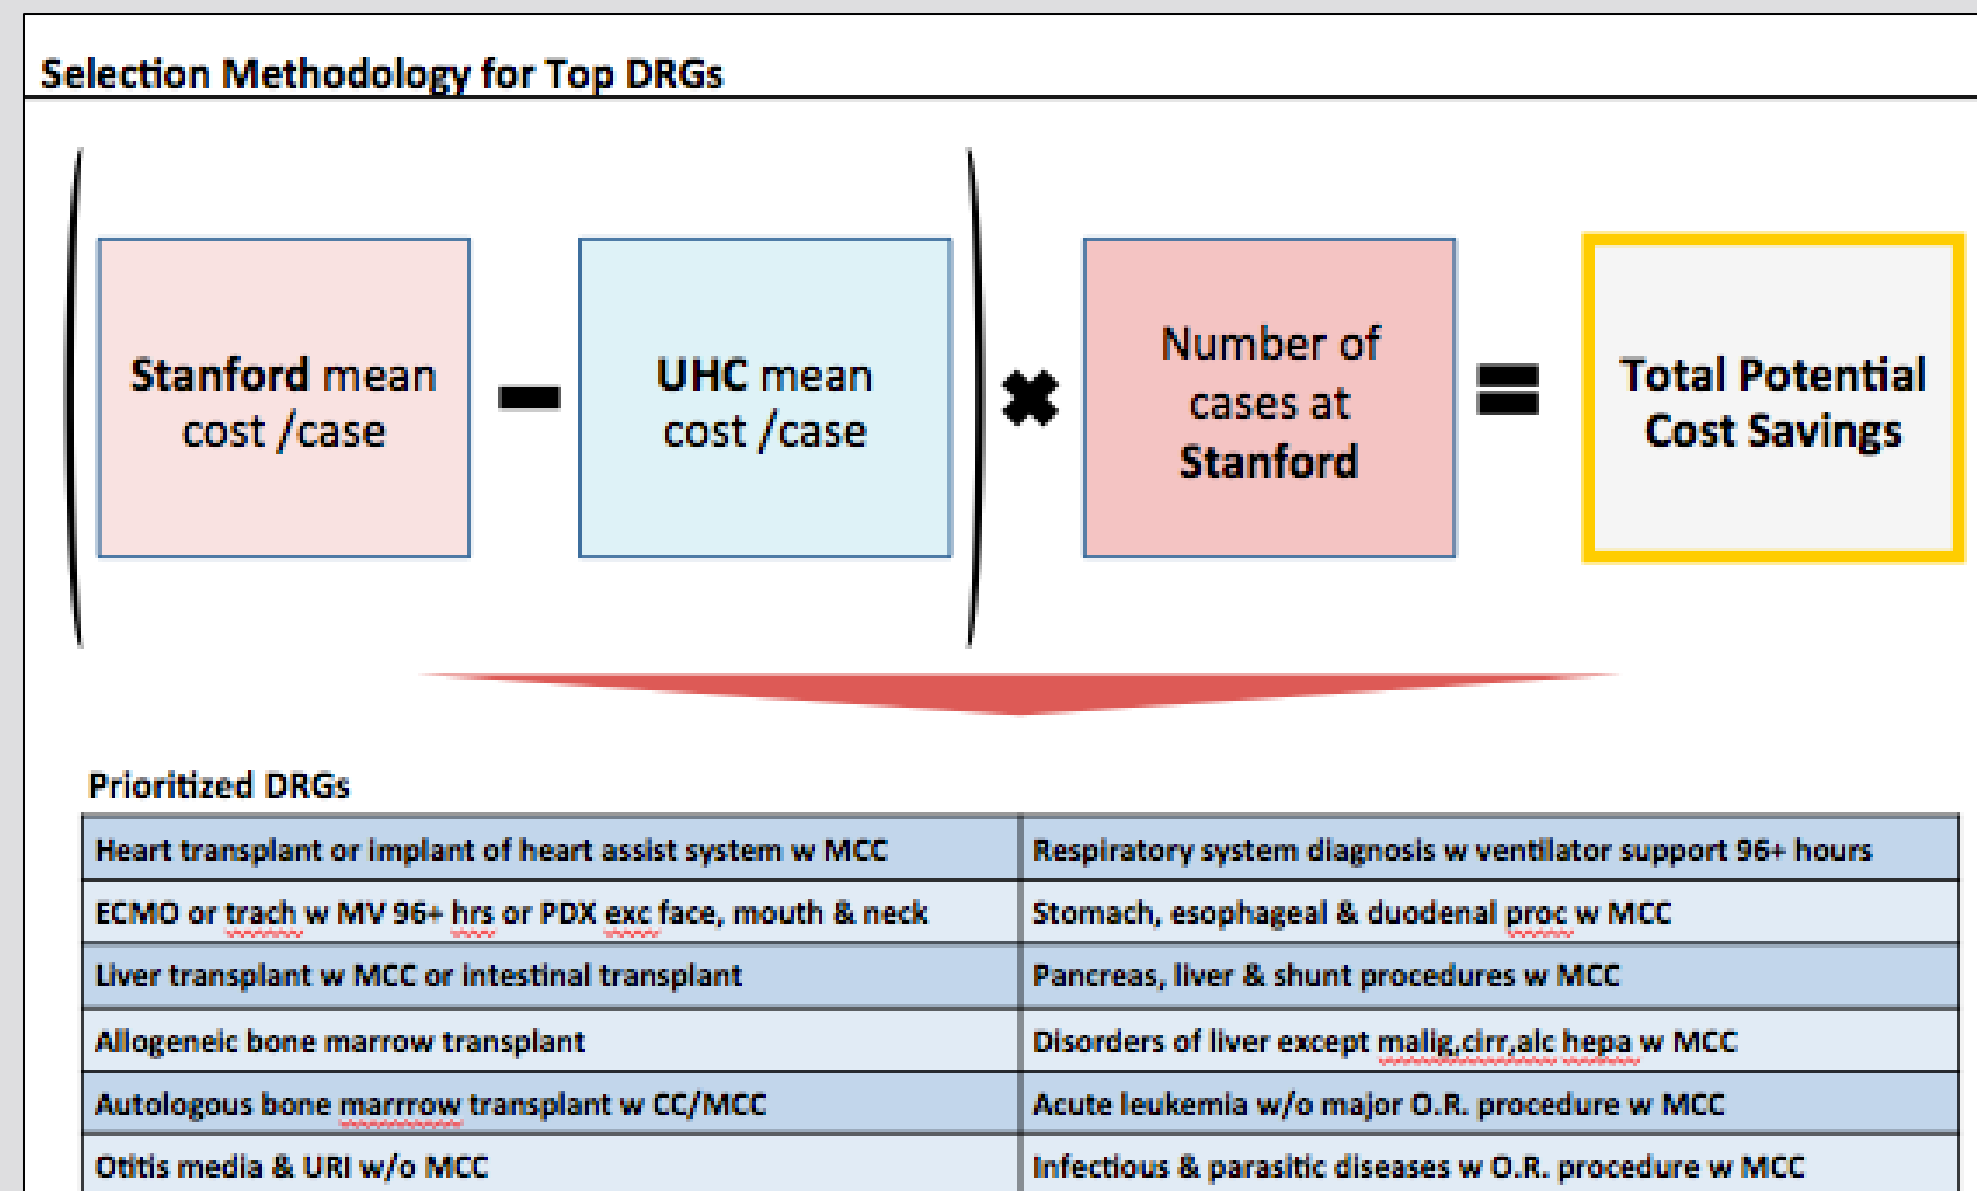 Selection Methodology for Top DRGs
Stanford mean
cost /case
UHC mean
cost /case
Number of
cases at
Stanford
Total Potential
Cost Savings
Prioritized DRGs
Heart transplant or implant of heart assist system w MCC
Respiratory system diagnosis w ventilator support 96+ hours
ECMO or trach w MV 96+ hrs or PDX exc face, mouth & neck
Stomach, esophageal & duodenal proc w MCC
Liver transplant w MCC or intestinal transplant
Pancreas, liver & shunt procedures w MCC
Allogeneic bone marrow transplant
Disorders of liver except malig,cirr,alc hepa w MCC
Autologous bone marrrow transplant w CC/MCC
Acute leukemia w/o major O.R. procedure w MCC
Otitis media & URI w/o MCC
Infectious & parasitic diseases w O.R. procedure w MCC